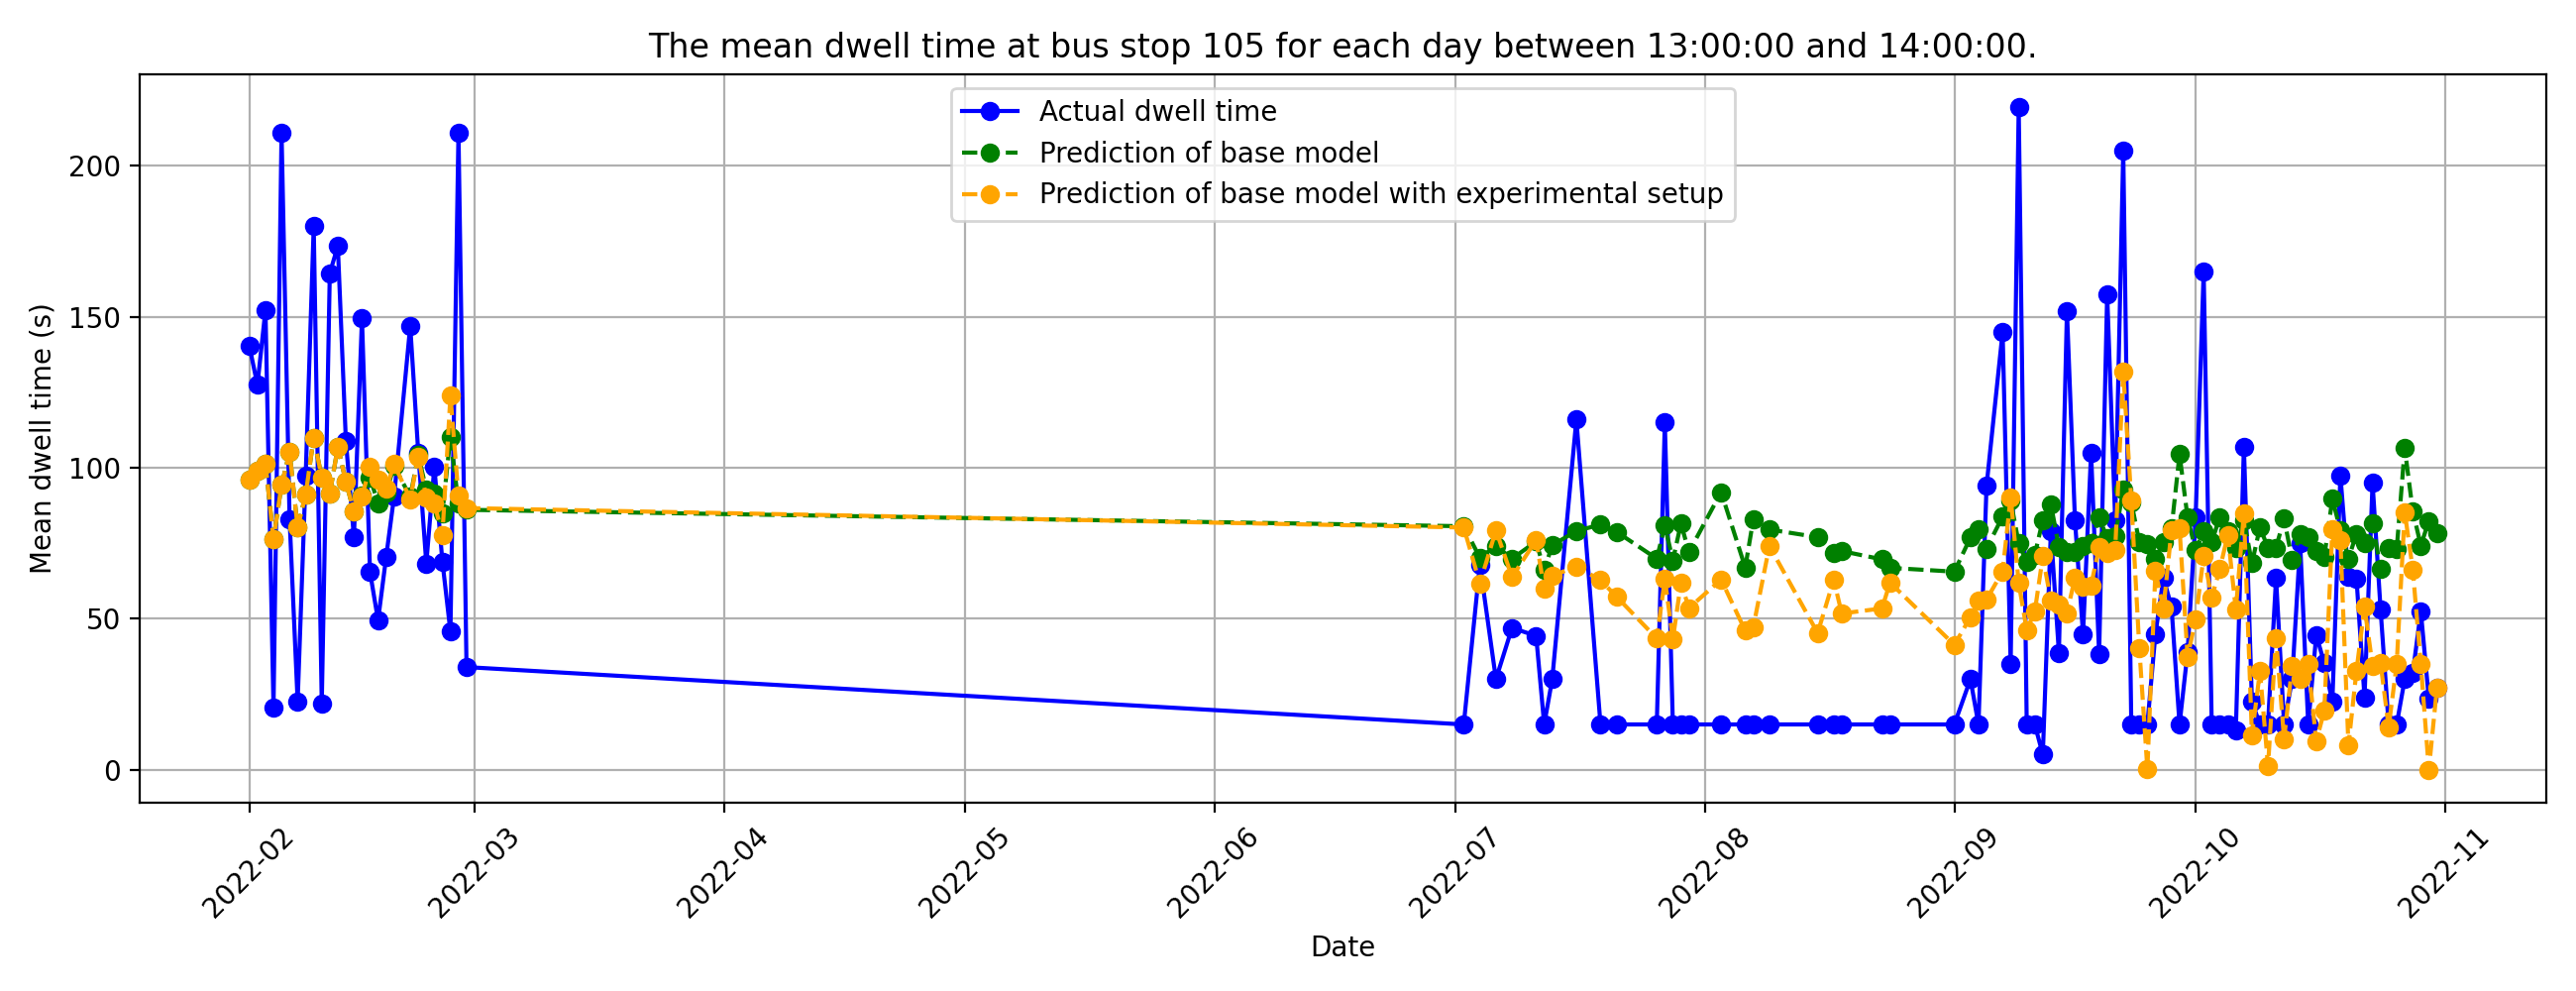 The mean dwell time at bus stop 105 for each day between 13:00:00 and 14:00:00.
Actual dwell time
Prediction of base model
Prediction of base model with experimental setup
Mean dwell time (s)
200
150
100
50
0
2022-02
2022-03
2022-04
2022-05
2022-06
2022-07
2022-08
2022-09
2022-10
2022-11
Date